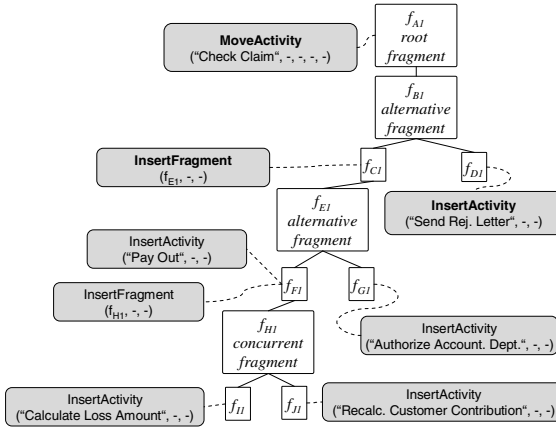 f_A1
root
fragment
MoveActivity
(“Check Claim“, -, -, -, -)
f_B1
alternative
fragment
InsertFragment
(f_E1, -, -)
f_C1
f_D1
f_E1
alternative
fragment
InsertActivity
(“Send Rej. Letter“, -, -)
InsertActivity
(“Pay Out“, -, -)
InsertFragment
(f_H1, -, -)
f_F1
f_G1
f_H1
concurrent
fragment
InsertActivity
(“Authorize Account. Dept.“, -, -)
InsertActivity
(“Calculate Loss Amount“, -, -)
f_I1
f_J1
InsertActivity
(“Recalc. Customer Contribution“, -, -)